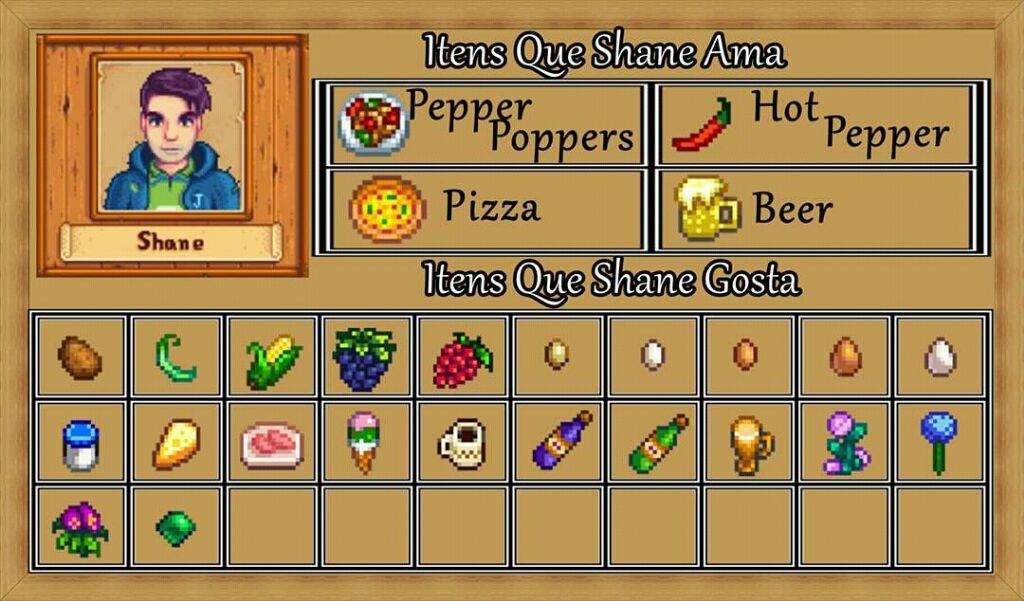 Itens Que Shane Ama
Pepper
Poppers
Hot
Pepper
Pizza
Beer
J
Shane
Itens Que Shane Gosta